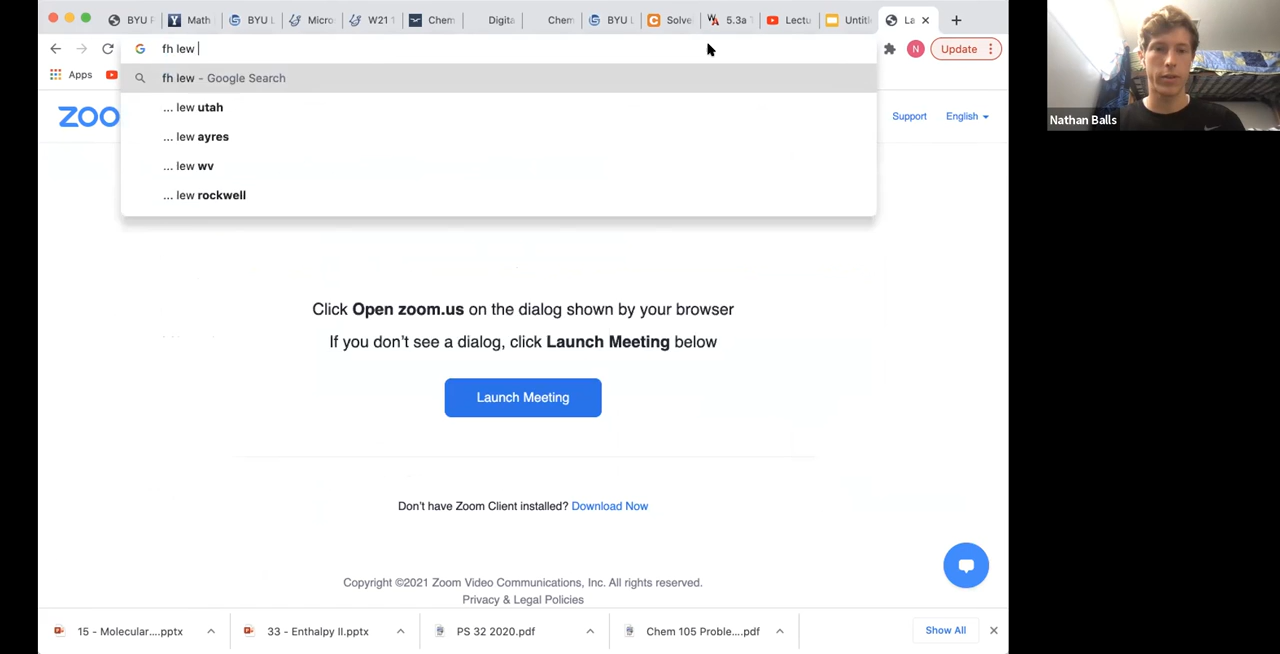 BYU F Math BYU L Micro W21 1 Chem Digita Chem BYU L Solve 5.3a T Lectu Untitl La
fh lew N Update
Apps fh lew - Google Search
... lew utah
ZOO Support English
... lew ayres
... lew wv
... lew rockwell
Nathan Balls
Click Open zoom.us on the dialog shown by your browser
If you don't see a dialog, click Launch Meeting below
Launch Meeting
Don't have Zoom Client installed? Download Now
Copyright ©2021 Zoom Video Communications, Inc. All rights reserved.
Privacy & Legal Policies
15 - Molecular....pptx 33 - Enthalpy II.pptx PS 32 2020.pdf Chem 105 Proble....pdf Show All